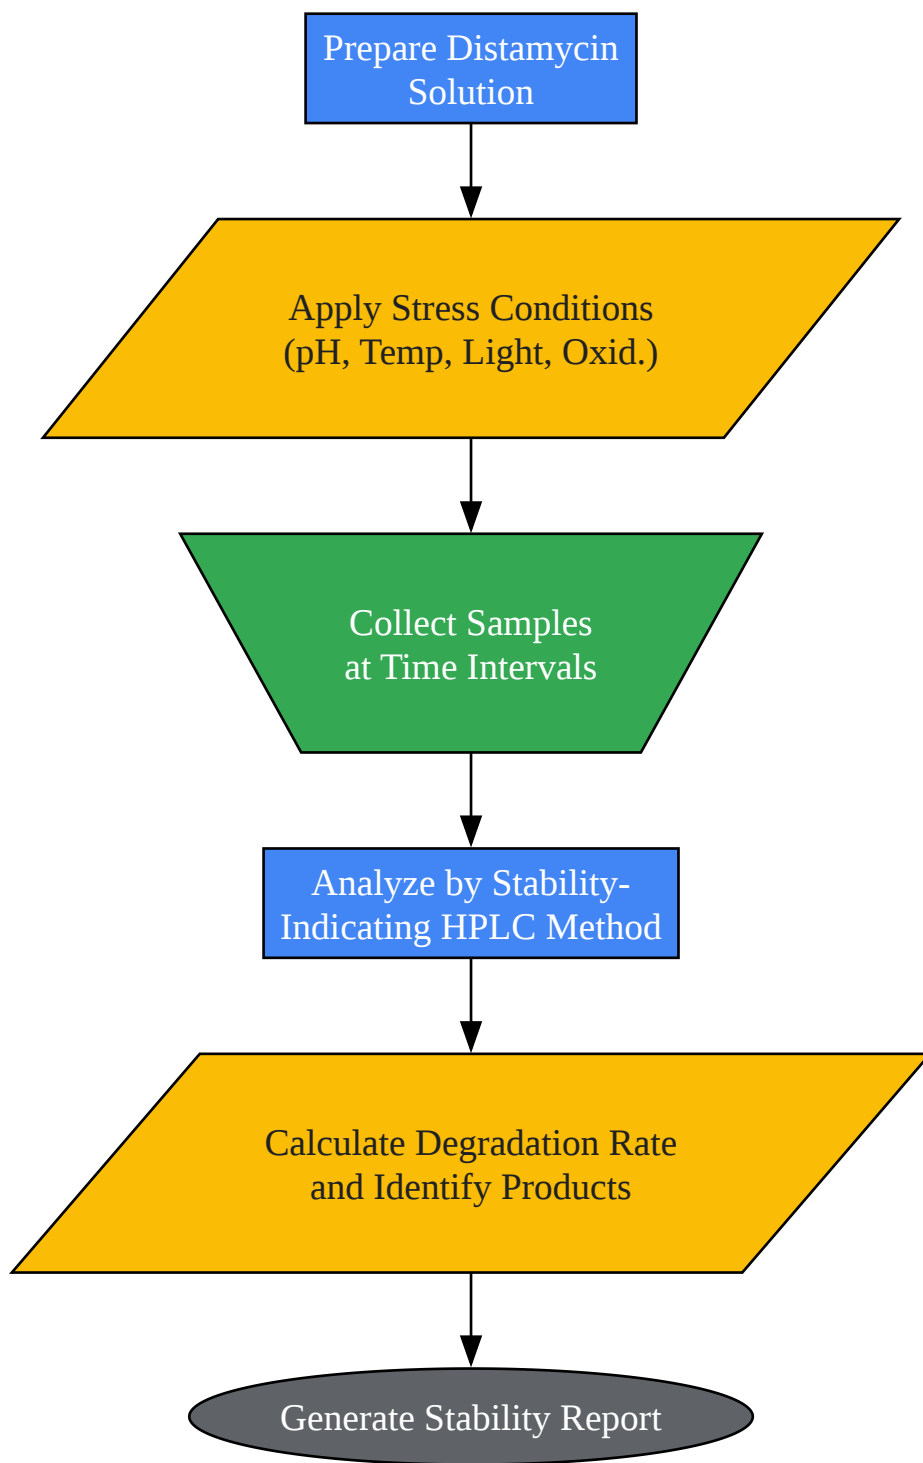 Prepare Distamycin
Solution
Apply Stress Conditions
(pH, Temp, Light, Oxid.)
Collect Samples
at Time Intervals
Analyze by Stability-
Indicating HPLC Method
Calculate Degradation Rate
and Identify Products
Generate Stability Report